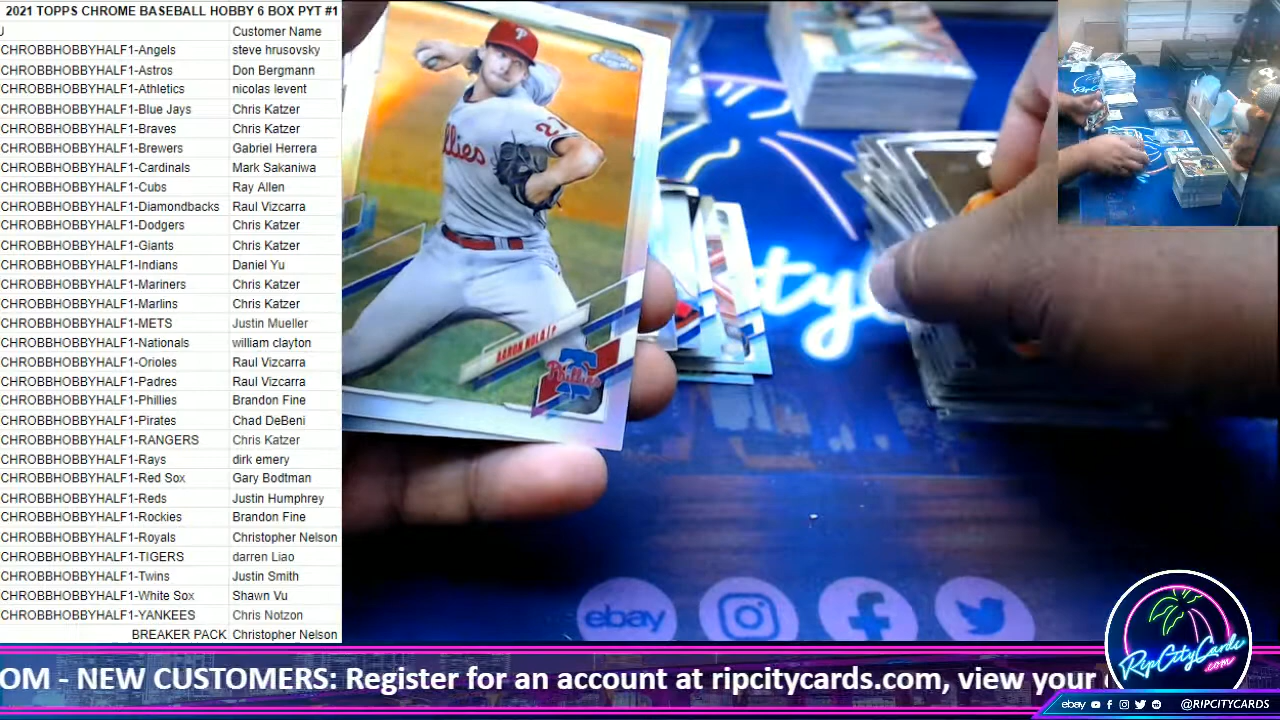 2021 TOPPS CHROME BASEBALL HOBBY 6 BOX PYT #1
Customer Name
CHROBBHOBBYHALF1-Angels steve hrusovsky
CHROBBHOBBYHALF1-Astros Don Bergmann
CHROBBHOBBYHALF1-Athletics nicolas levent
CHROBBHOBBYHALF1-Blue Jays Chris Katzer
CHROBBHOBBYHALF1-Braves Chris Katzer
CHROBBHOBBYHALF1-Brewers Gabriel Herrera
CHROBBHOBBYHALF1-Cardinals Mark Sakaniwa
CHROBBHOBBYHALF1-Cubs Ray Allen
CHROBBHOBBYHALF1-Diamondbacks Raul Vizcarra
CHROBBHOBBYHALF1-Dodgers Chris Katzer
CHROBBHOBBYHALF1-Giants Chris Katzer
CHROBBHOBBYHALF1-Indians Daniel Yu
CHROBBHOBBYHALF1-Mariners Chris Katzer
CHROBBHOBBYHALF1-Marlins Chris Katzer
CHROBBHOBBYHALF1-METS Justin Mueller
CHROBBHOBBYHALF1-Nationals william clayton
CHROBBHOBBYHALF1-Orioles Raul Vizcarra
CHROBBHOBBYHALF1-Padres Raul Vizcarra
CHROBBHOBBYHALF1-Phillies Brandon Fine
CHROBBHOBBYHALF1-Pirates Chad DeBeni
CHROBBHOBBYHALF1-RANGERS Chris Katzer
CHROBBHOBBYHALF1-Rays dirk emery
CHROBBHOBBYHALF1-Red Sox Gary Bodtman
CHROBBHOBBYHALF1-Reds Justin Humphrey
CHROBBHOBBYHALF1-Rockies Brandon Fine
CHROBBHOBBYHALF1-Royals Christopher Nelson
CHROBBHOBBYHALF1-TIGERS darren Liao
CHROBBHOBBYHALF1-Twins Justin Smith
CHROBBHOBBYHALF1-White Sox Shawn Vu
CHROBBHOBBYHALF1-YANKEES Chris Notzon
BREAKER PACK Christopher Nelson
P
Chrome
27
illies
AARON NOLA
Phillies
ty
ebay
RipCityCards
.com
OM - NEW CUSTOMERS: Register for an account at ripcitycards.com, view your
ebay @RIPCITYCARDS